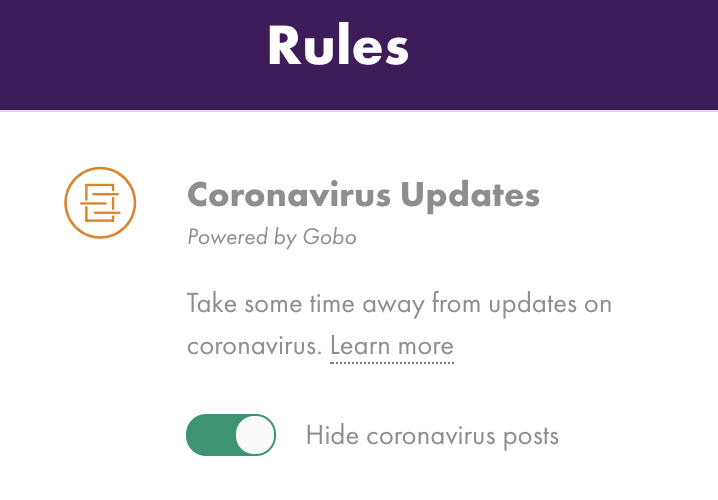 Rules
Coronavirus Updates
Powered by Gobo
Take some time away from updates on
coronavirus. Learn more
Hide coronavirus posts